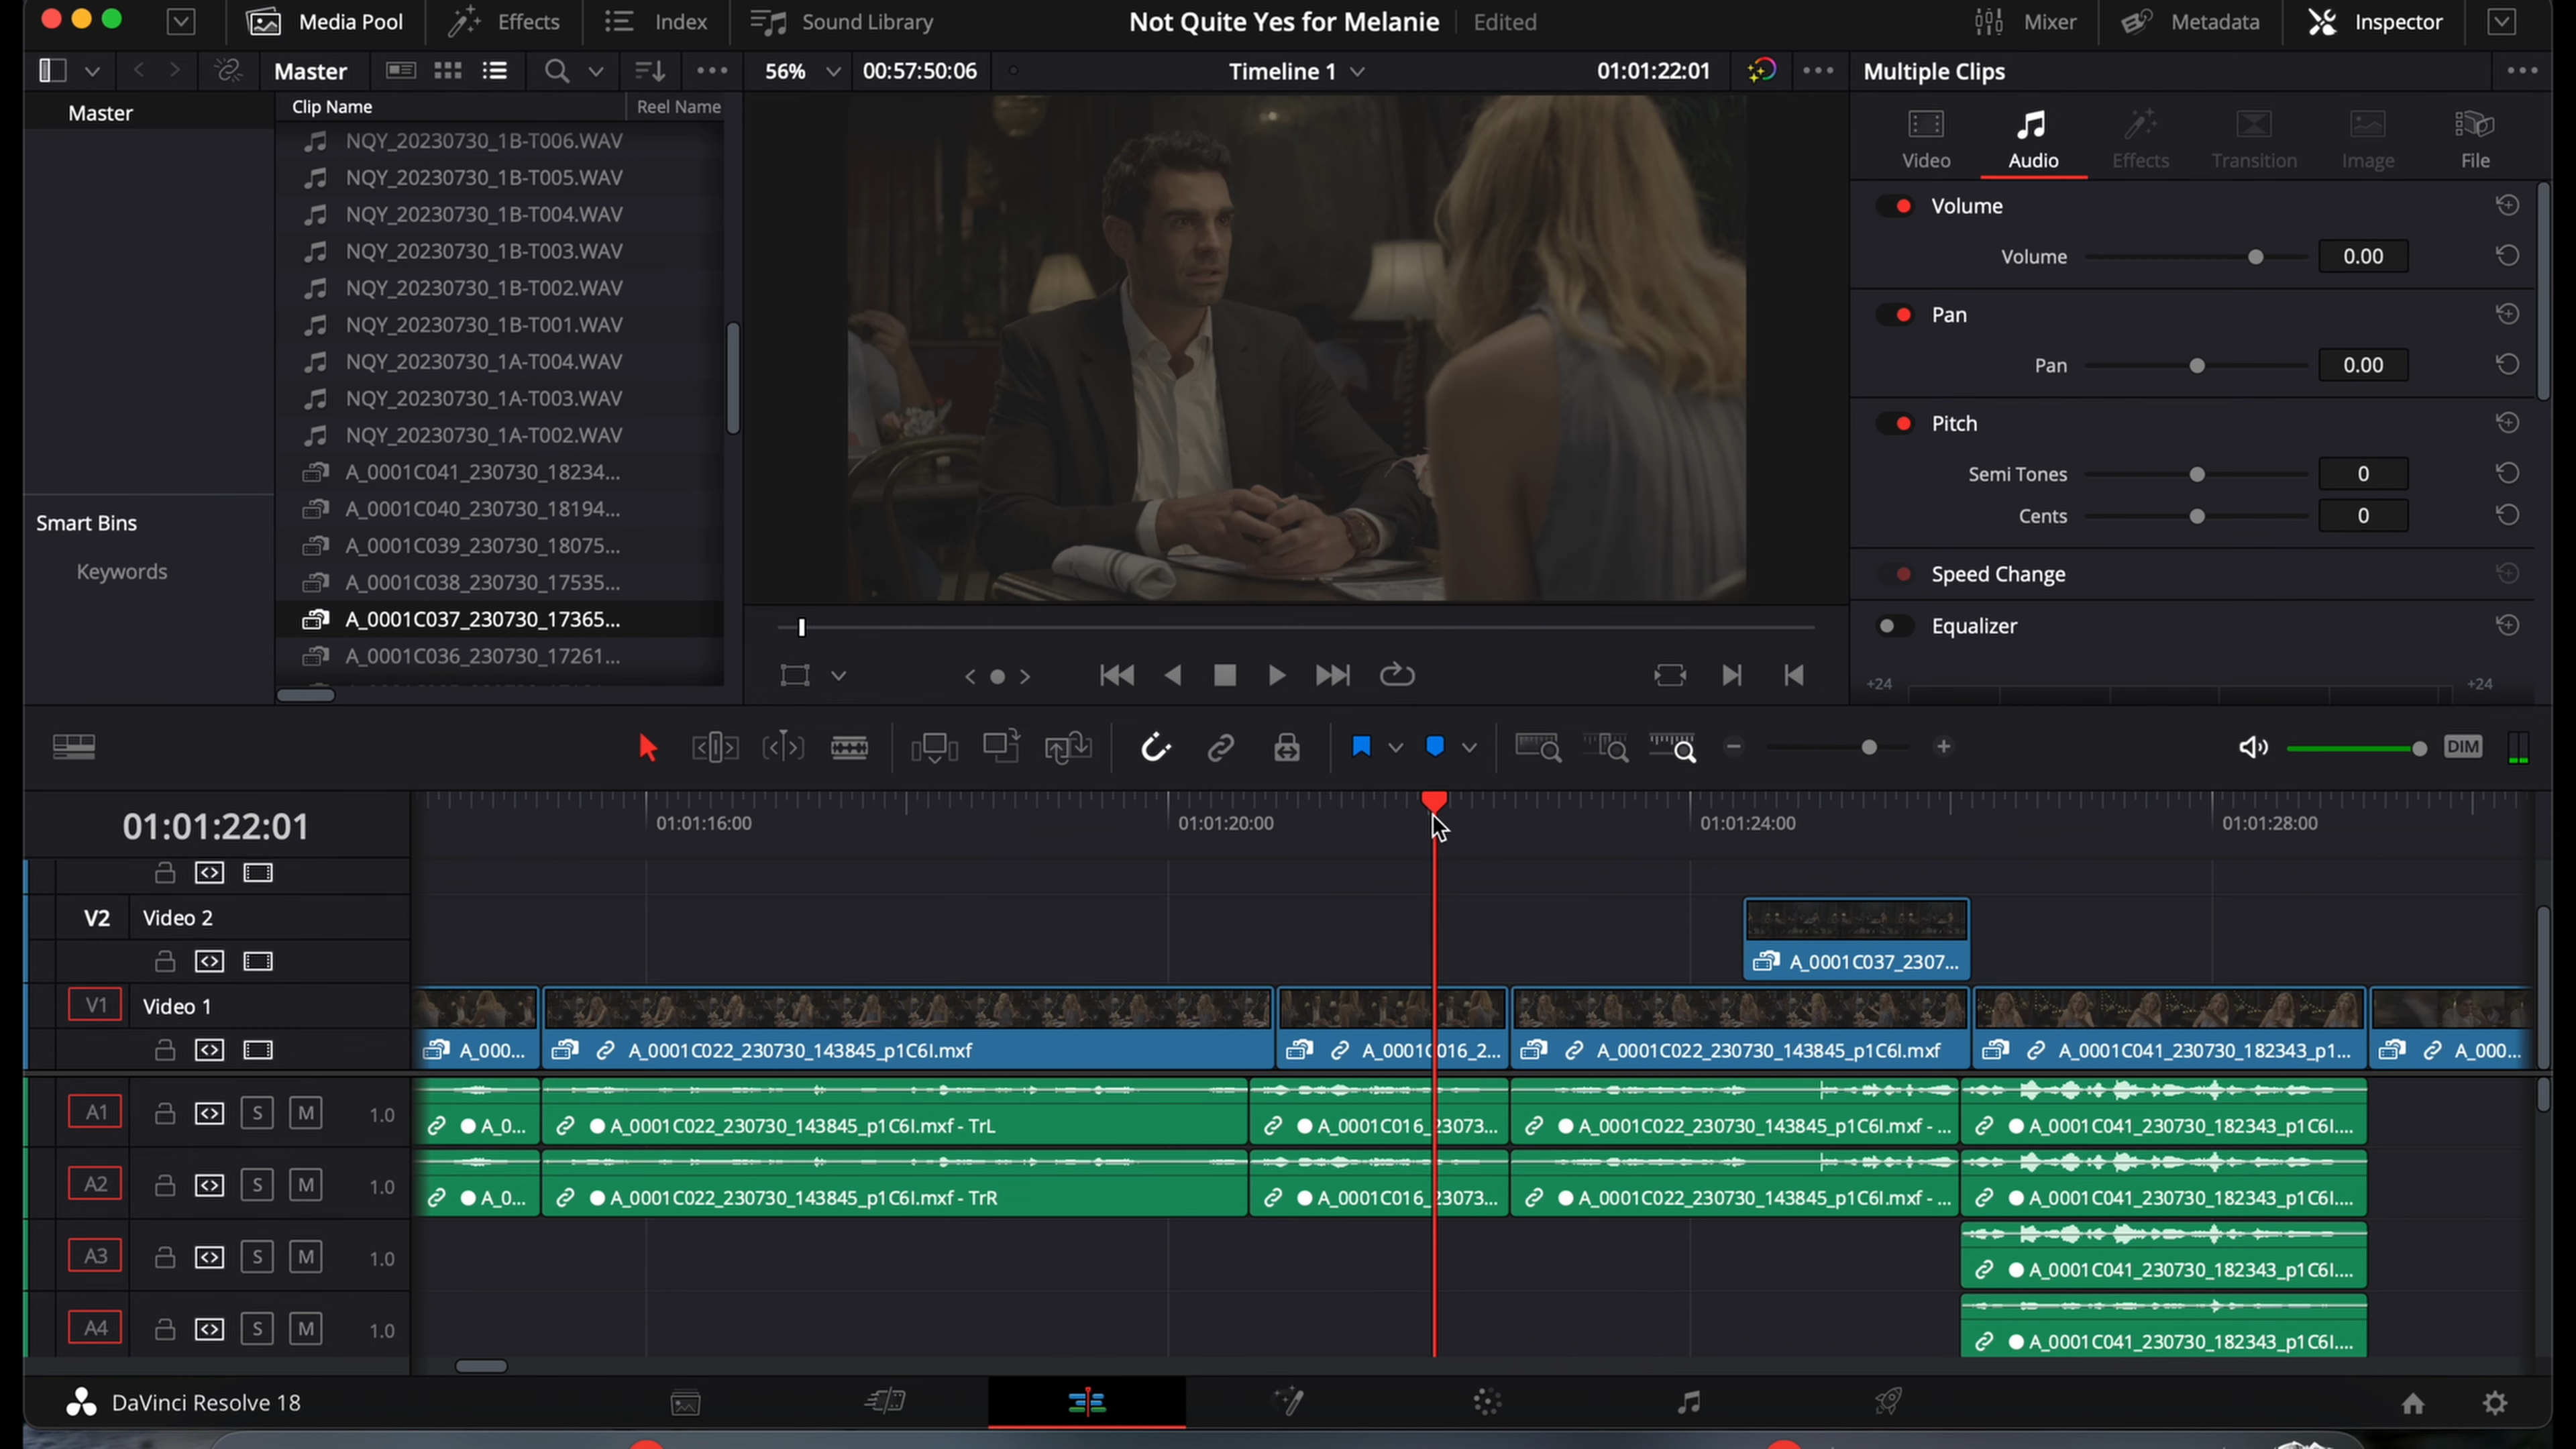 Media Pool Effects Index Sound Library Not Quite Yes for Melanie Edited Mixer Metadata Inspector
Master 56% 00:57:50:06 Timeline 1 01:01:22:01 Multiple Clips
Master
Clip Name Reel Name
NQY_20230730_1B-T006.WAV
NQY_20230730_1B-T005.WAV
NQY_20230730_1B-T004.WAV
NQY_20230730_1B-T003.WAV
NQY_20230730_1B-T002.WAV
NQY_20230730_1B-T001.WAV
NQY_20230730_1A-T004.WAV
NQY_20230730_1A-T003.WAV
NQY_20230730_1A-T002.WAV
A_0001C041_230730_18234...
A_0001C040_230730_18194...
A_0001C039_230730_18075...
A_0001C038_230730_17535...
A_0001C037_230730_17365...
A_0001C036_230730_17261...
Smart Bins
Keywords
Video Audio Effects Transition Image File
Volume
Volume 0.00
Pan
Pan 0.00
Pitch
Semi Tones 0
Cents 0
Speed Change
Equalizer
+24 +24
DIM
01:01:22:01
01:01:16:00 01:01:20:00 01:01:24:00 01:01:28:00
V2 Video 2
A_0001C037_2307...
V1 Video 1
A_000... A_0001C022_230730_143845_p1C6I.mxf A_0001C016_2... A_0001C022_230730_143845_p1C6I.mxf A_0001C041_230730_182343_p1... A_000...
A1 S M 1.0
A_0... A_0001C022_230730_143845_p1C6I.mxf - TrL A_0001C016_23073... A_0001C022_230730_143845_p1C6I.mxf - ... A_0001C041_230730_182343_p1C6I....
A2 S M 1.0
A_0... A_0001C022_230730_143845_p1C6I.mxf - TrR A_0001C016_23073... A_0001C022_230730_143845_p1C6I.mxf - ... A_0001C041_230730_182343_p1C6I....
A3 S M 1.0
A_0001C041_230730_182343_p1C6I....
A4 S M 1.0
A_0001C041_230730_182343_p1C6I....
DaVinci Resolve 18